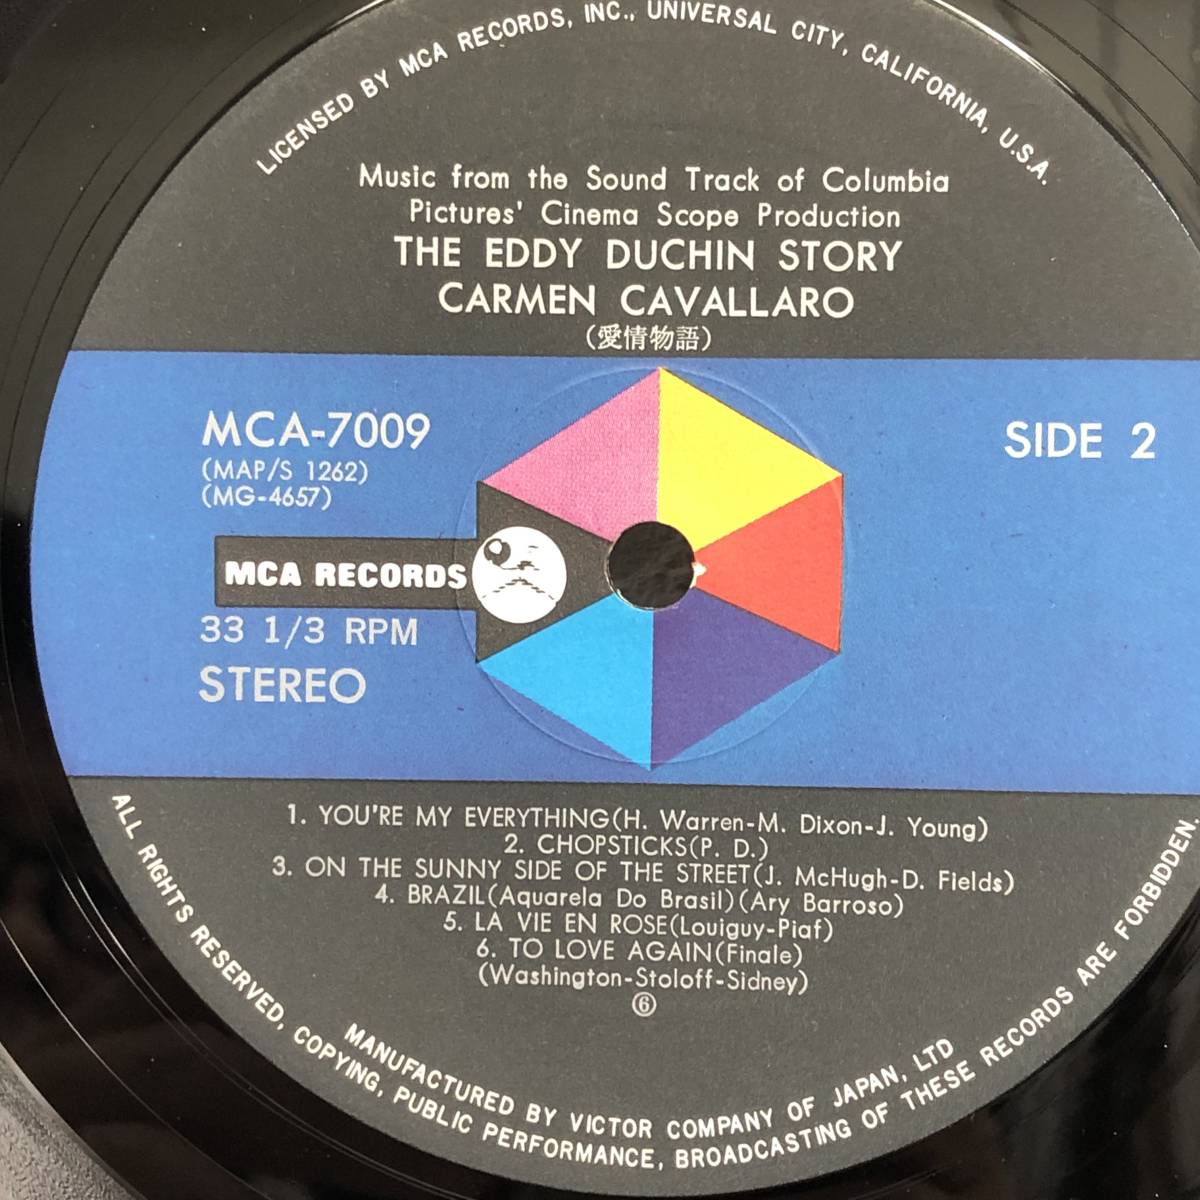 LICENSED BY MCA RECORDS, INC., UNIVERSAL CITY, CALIFORNIA, U.S.A.
Music from the Sound Track of Columbia
Pictures' Cinema Scope Production
THE EDDY DUCHIN STORY
CARMEN CAVALLARO
(愛情物語)
MCA-7009
(MAP/S 1262)
(MG-4657)
SIDE 2
MCA RECORDS
33 1/3 RPM
STEREO
1. YOU'RE MY EVERYTHING(H. Warren-M. Dixon-J. Young)
2. CHOPSTICKS(P. D.)
3. ON THE SUNNY SIDE OF THE STREET(J. McHugh-D. Fields)
4. BRAZIL(Aquarela Do Brasil)(Ary Barroso)
5. LA VIE EN ROSE(Louiguy-Piaf)
6. TO LOVE AGAIN(Finale)
(Washington-Stoloff-Sidney)
⑥
MANUFACTURED BY VICTOR COMPANY OF JAPAN, LTD
ALL RIGHTS RESERVED, COPYING, PUBLIC PERFORMANCE, BROADCASTING OF THESE RECORDS ARE FORBIDDEN.